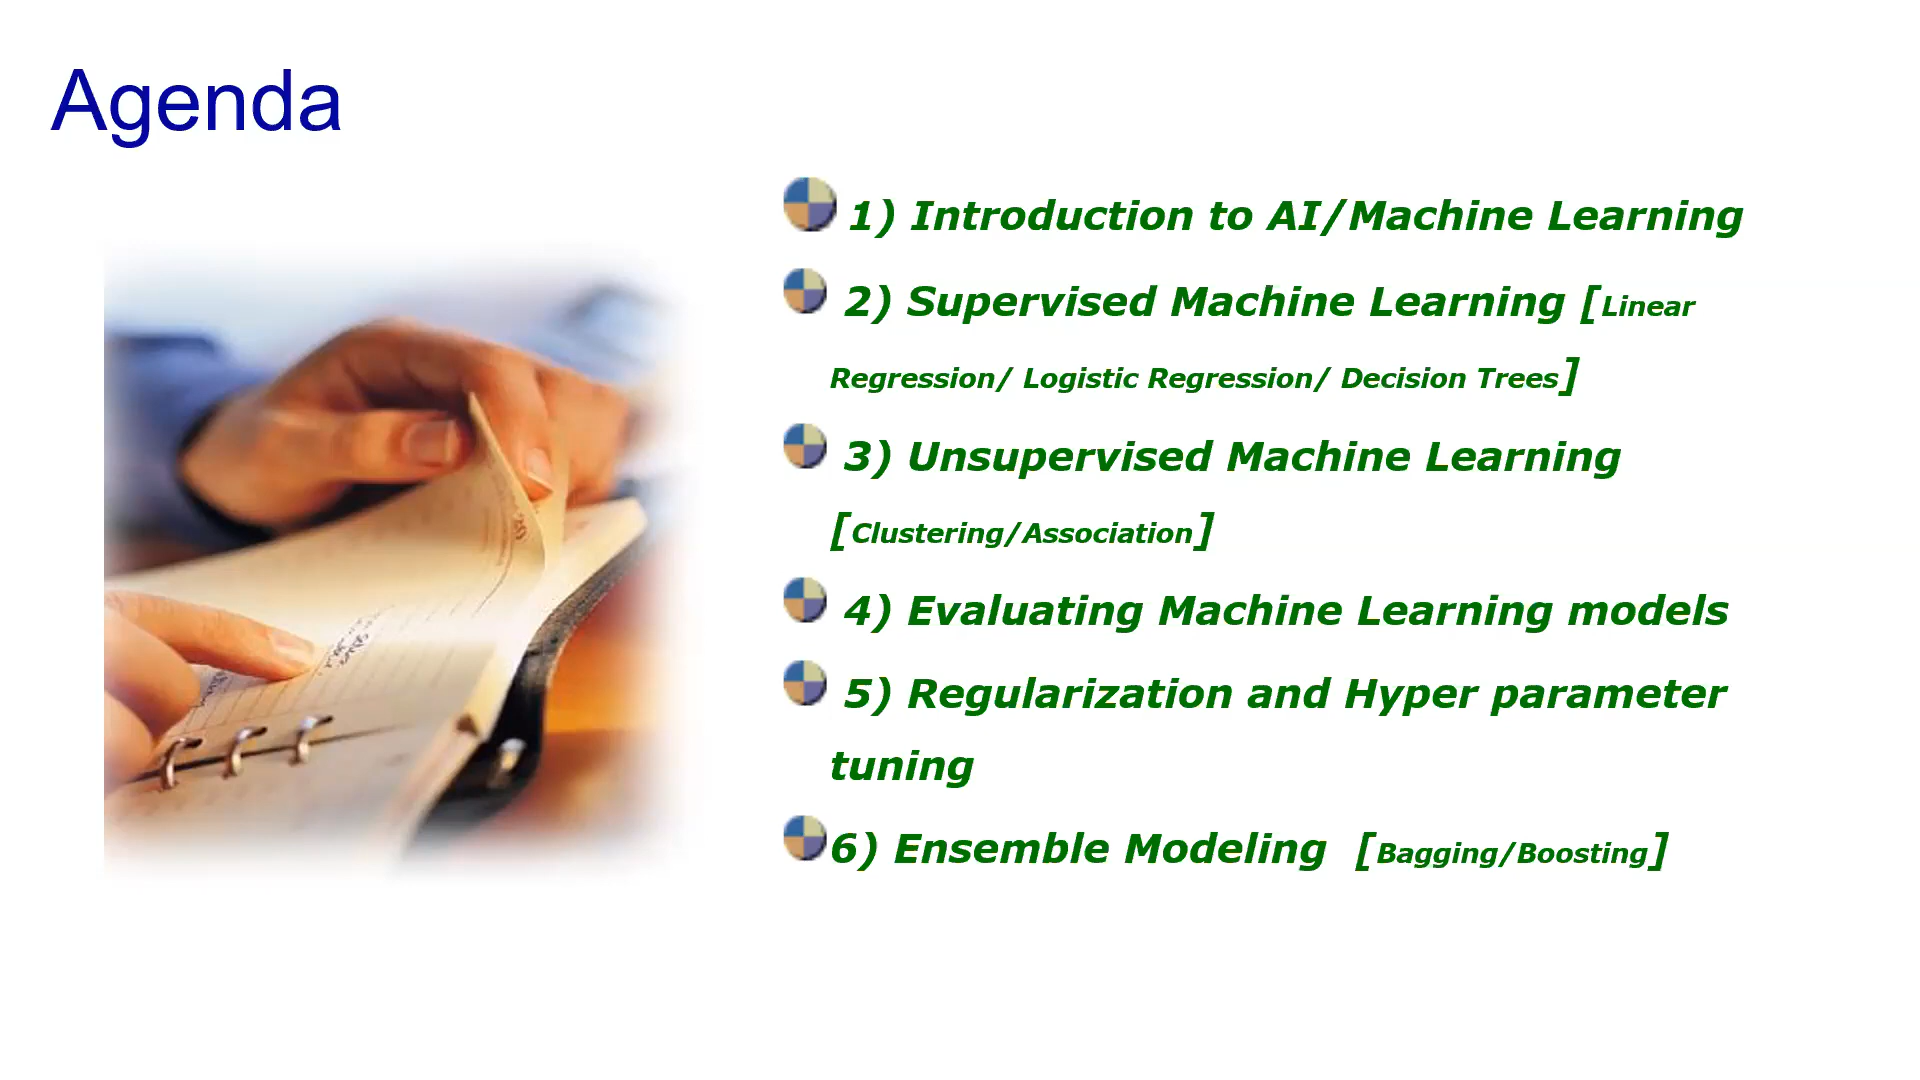 Agenda
1) Introduction to AI/Machine Learning
2) Supervised Machine Learning [Linear
Regression/ Logistic Regression/ Decision Trees]
3) Unsupervised Machine Learning
[Clustering/Association]
4) Evaluating Machine Learning models
5) Regularization and Hyper parameter
tuning
6) Ensemble Modeling  [Bagging/Boosting]